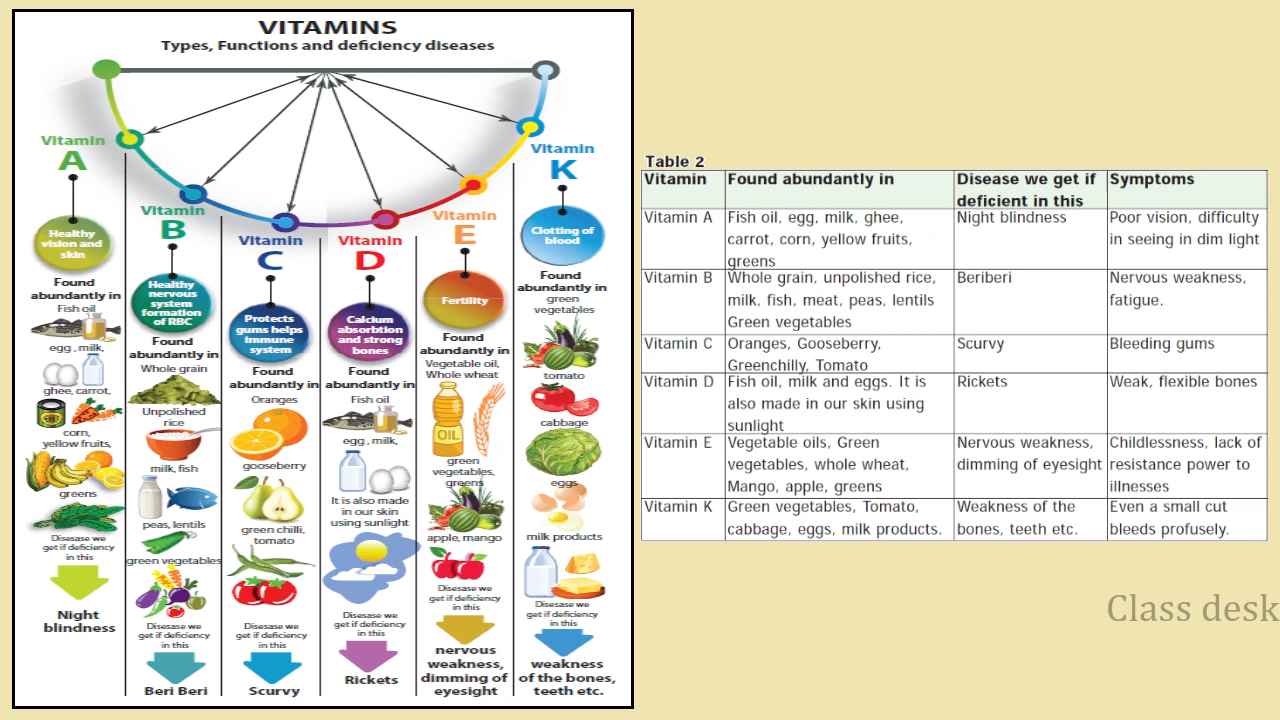 VITAMINS
Types, Functions and deficiency diseases
Vitamin
A
Healthy
vision and
skin
Found
abundantly in
Fish oil
egg , milk,
ghee, carrot,
corn,
yellow fruits,
greens
Disesase we
get if deficiency
in this
Night
blindness
Vitamin
B
Healthy
nervous
system
formation
of RBC
Found
abundantly in
Whole grain
Unpolished
rice
milk, fish
peas, lentils
green vegetables
Disesase we
get if deficiency
in this
Beri Beri
Vitamin
C
Protects
gums helps
immune
system
Found
abundantly in
Oranges
gooseberry
green chilli,
tomato
Disesase we
get if deficiency
in this
Scurvy
Vitamin
D
Calcium
absorbtion
and strong
bones
Found
abundantly in
Fish oil
egg , milk,
It is also made
in our skin
using sunlight
Disesase we
get if deficiency
in this
Rickets
Vitamin
E
Fertility
Found
abundantly in
Vegetable oil,
Whole wheat
OIL
green
vegetables,
greens
apple, mango
Disesase we
get if deficiency
in this
nervous
weakness,
dimming of
eyesight
Vitamin
K
Clotting of
blood
Found
abundantly in
green
vegetables
tomato
cabbage
eggs
milk products
Disesase we
get if deficiency
in this
weakness
of the bones,
teeth etc.
Table 2
Vitamin
Found abundantly in
Disease we get if
deficient in this
Symptoms
Vitamin A
Fish oil, egg, milk, ghee,
carrot, corn, yellow fruits,
greens
Night blindness
Poor vision, difficulty
in seeing in dim light
Vitamin B
Whole grain, unpolished rice,
milk, fish, meat, peas, lentils
Green vegetables
Beriberi
Nervous weakness,
fatigue.
Vitamin C
Oranges, Gooseberry,
Greenchilly, Tomato
Scurvy
Bleeding gums
Vitamin D
Fish oil, milk and eggs. It is
also made in our skin using
sunlight
Rickets
Weak, flexible bones
Vitamin E
Vegetable oils, Green
vegetables, whole wheat,
Mango, apple, greens
Nervous weakness,
dimming of eyesight
Childlessness, lack of
resistance power to
illnesses
Vitamin K
Green vegetables, Tomato,
cabbage, eggs, milk products.
Weakness of the
bones, teeth etc.
Even a small cut
bleeds profusely.
Class desk